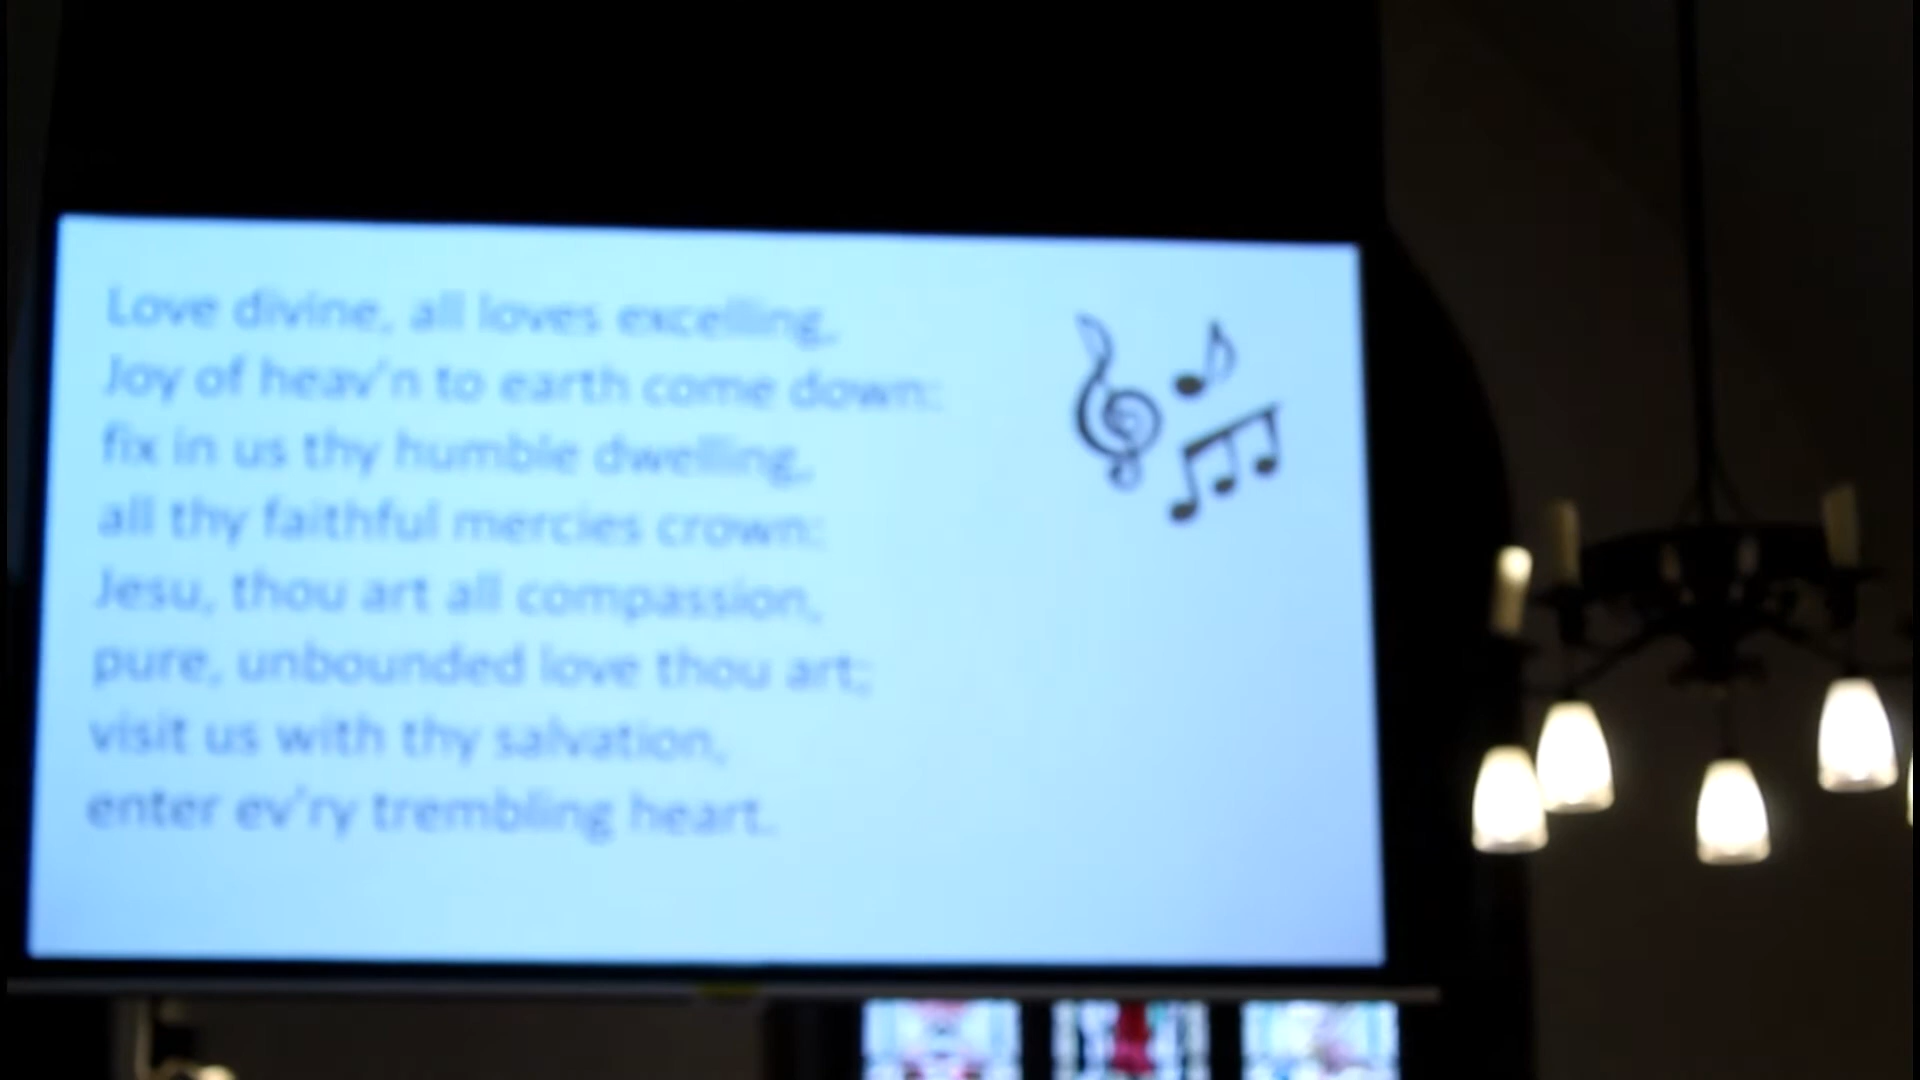 Love divine, all loves excelling,
Joy of heav'n to earth come down:
fix in us thy humble dwelling,
all thy faithful mercies crown:
Jesu, thou art all compassion,
pure, unbounded love thou art;
visit us with thy salvation,
enter ev'ry trembling heart.